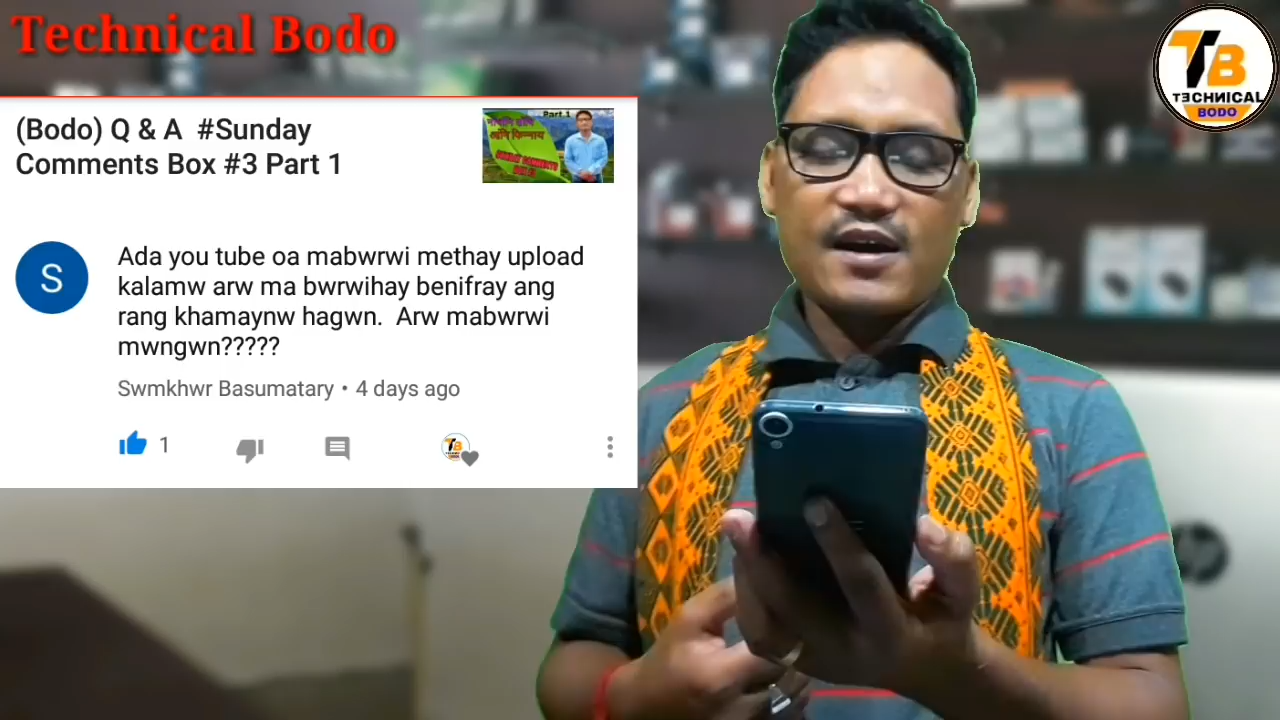 Technical Bodo
TB
TECHNICAL
BODO
(Bodo) Q & A #Sunday
Comments Box #3 Part 1
Part 1
Ada you tube oa mabwrwi methay upload
kalamw arw ma bwrwihay benifray ang
rang khamaynw hagwn. Arw mabwrwi
mwngwn?????
Swmkhwr Basumatary • 4 days ago
1
hp